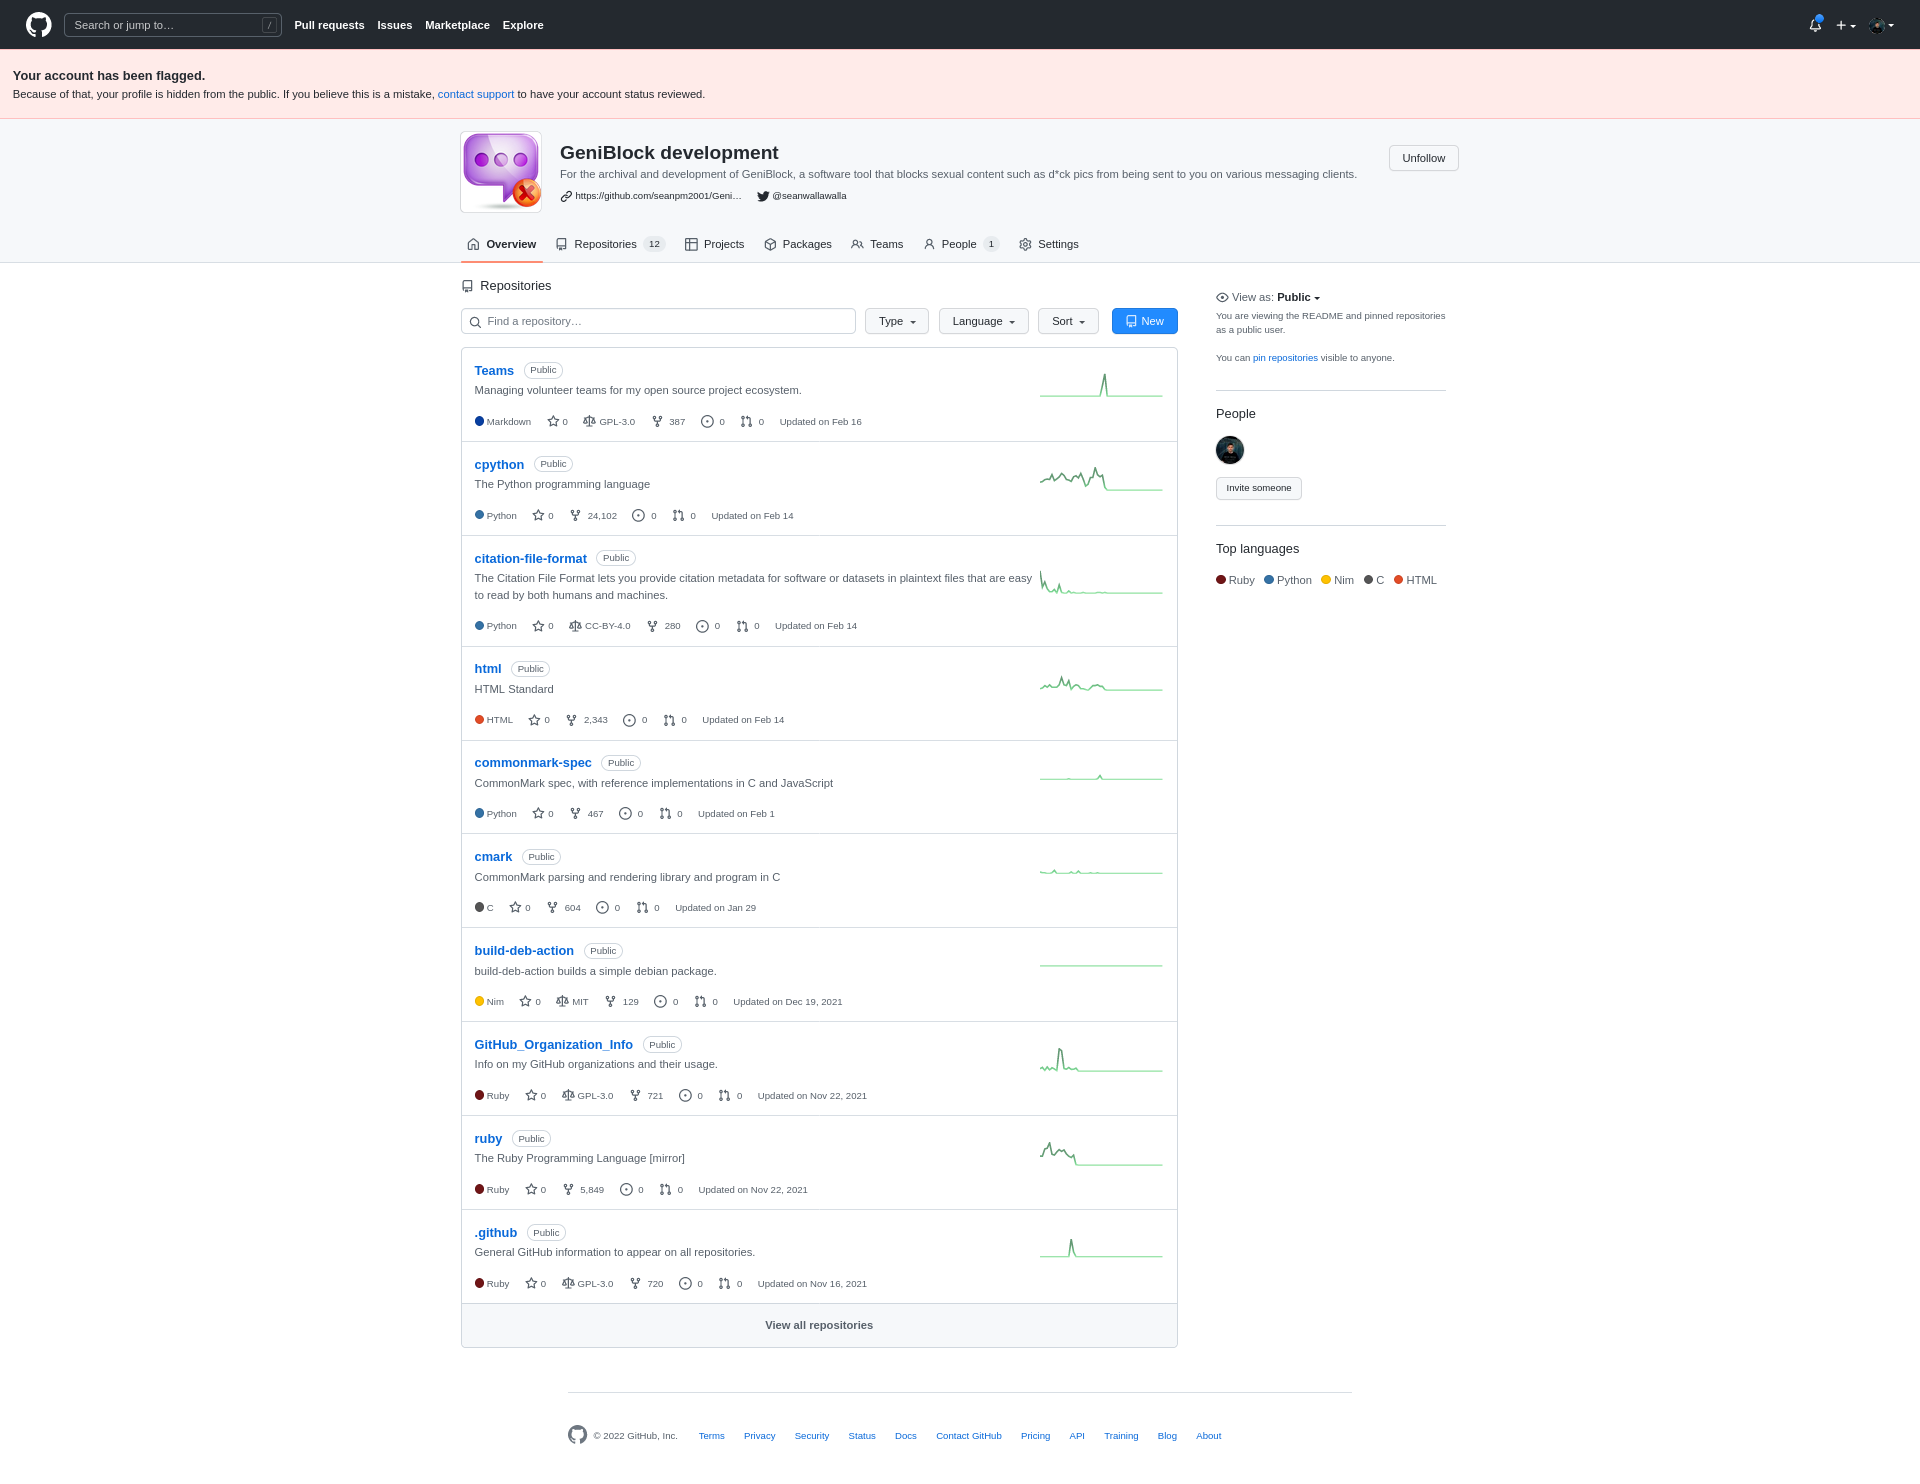 Search or jump to… /
Pull requests Issues Marketplace Explore
Your account has been flagged.
Because of that, your profile is hidden from the public. If you believe this is a mistake, contact support to have your account status reviewed.
GeniBlock development
For the archival and development of GeniBlock, a software tool that blocks sexual content such as d*ck pics from being sent to you on various messaging clients.
https://github.com/seanpm2001/Geni… @seanwallawalla
Unfollow
Overview Repositories 12 Projects Packages Teams People 1 Settings
Repositories
Find a repository… Type Language Sort New
Teams Public
Managing volunteer teams for my open source project ecosystem.
Markdown 0 GPL-3.0 387 0 0 Updated on Feb 16
cpython Public
The Python programming language
Python 0 24,102 0 0 Updated on Feb 14
citation-file-format Public
The Citation File Format lets you provide citation metadata for software or datasets in plaintext files that are easy
to read by both humans and machines.
Python 0 CC-BY-4.0 280 0 0 Updated on Feb 14
html Public
HTML Standard
HTML 0 2,343 0 0 Updated on Feb 14
commonmark-spec Public
CommonMark spec, with reference implementations in C and JavaScript
Python 0 467 0 0 Updated on Feb 1
cmark Public
CommonMark parsing and rendering library and program in C
C 0 604 0 0 Updated on Jan 29
build-deb-action Public
build-deb-action builds a simple debian package.
Nim 0 MIT 129 0 0 Updated on Dec 19, 2021
GitHub_Organization_Info Public
Info on my GitHub organizations and their usage.
Ruby 0 GPL-3.0 721 0 0 Updated on Nov 22, 2021
ruby Public
The Ruby Programming Language [mirror]
Ruby 0 5,849 0 0 Updated on Nov 22, 2021
.github Public
General GitHub information to appear on all repositories.
Ruby 0 GPL-3.0 720 0 0 Updated on Nov 16, 2021
View all repositories
View as: Public
You are viewing the README and pinned repositories
as a public user.
You can pin repositories visible to anyone.
People
Invite someone
Top languages
Ruby Python Nim C HTML
© 2022 GitHub, Inc. Terms Privacy Security Status Docs Contact GitHub Pricing API Training Blog About